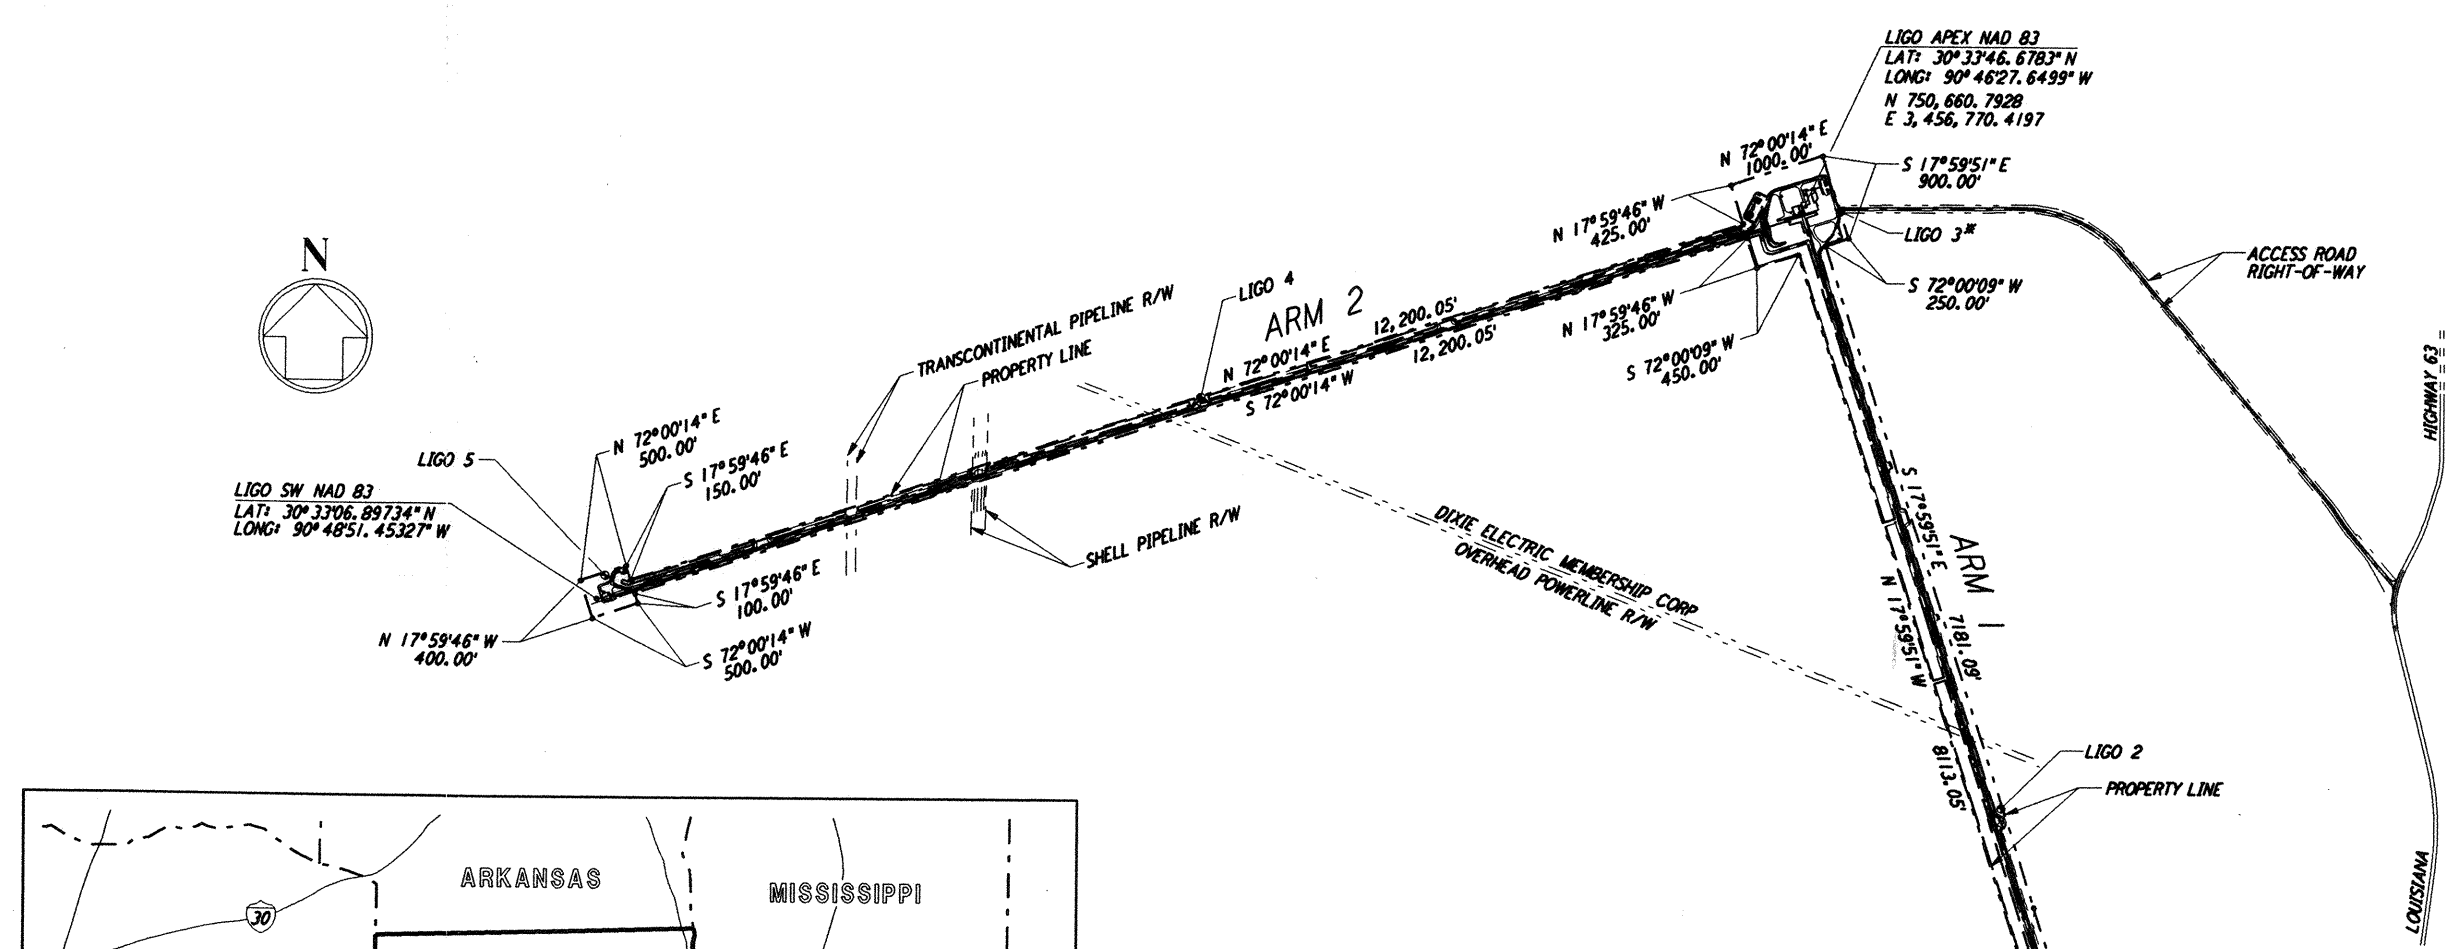 LIGO APEX NAD 83
LAT: 30°33'46.6783" N
LONG: 90°46'27.6499" W
N 750,660.7928
E 3,456,770.4197
N 72°00'14" E
1000.00'
S 17°59'51" E
900.00'
N 17°59'46" W
425.00'
LIGO 3*
N
ACCESS ROAD
RIGHT-OF-WAY
S 72°00'09" W
250.00'
LIGO 4
ARM 2
TRANSCONTINENTAL PIPELINE R/W
PROPERTY LINE
12,200.05'
12,200.05'
N 17°59'46" W
325.00'
N 72°00'14" E
S 72°00'14" W
S 72°00'09" W
450.00'
HIGHWAY 63
N 72°00'14" E
500.00'
LIGO 5
S 17°59'46" E
150.00'
LIGO SW NAD 83
LAT: 30°33'06.89734" N
LONG: 90°48'51.45327" W
SHELL PIPELINE R/W
DIXIE ELECTRIC MEMBERSHIP CORP
OVERHEAD POWERLINE R/W
S 17°59'51" E
ARM 1
7181.09'
N 17°59'51" W
8113.05'
S 17°59'46" E
100.00'
N 17°59'46" W
400.00'
S 72°00'14" W
500.00'
LIGO 2
PROPERTY LINE
LOUISIANA
ARKANSAS
MISSISSIPPI
30